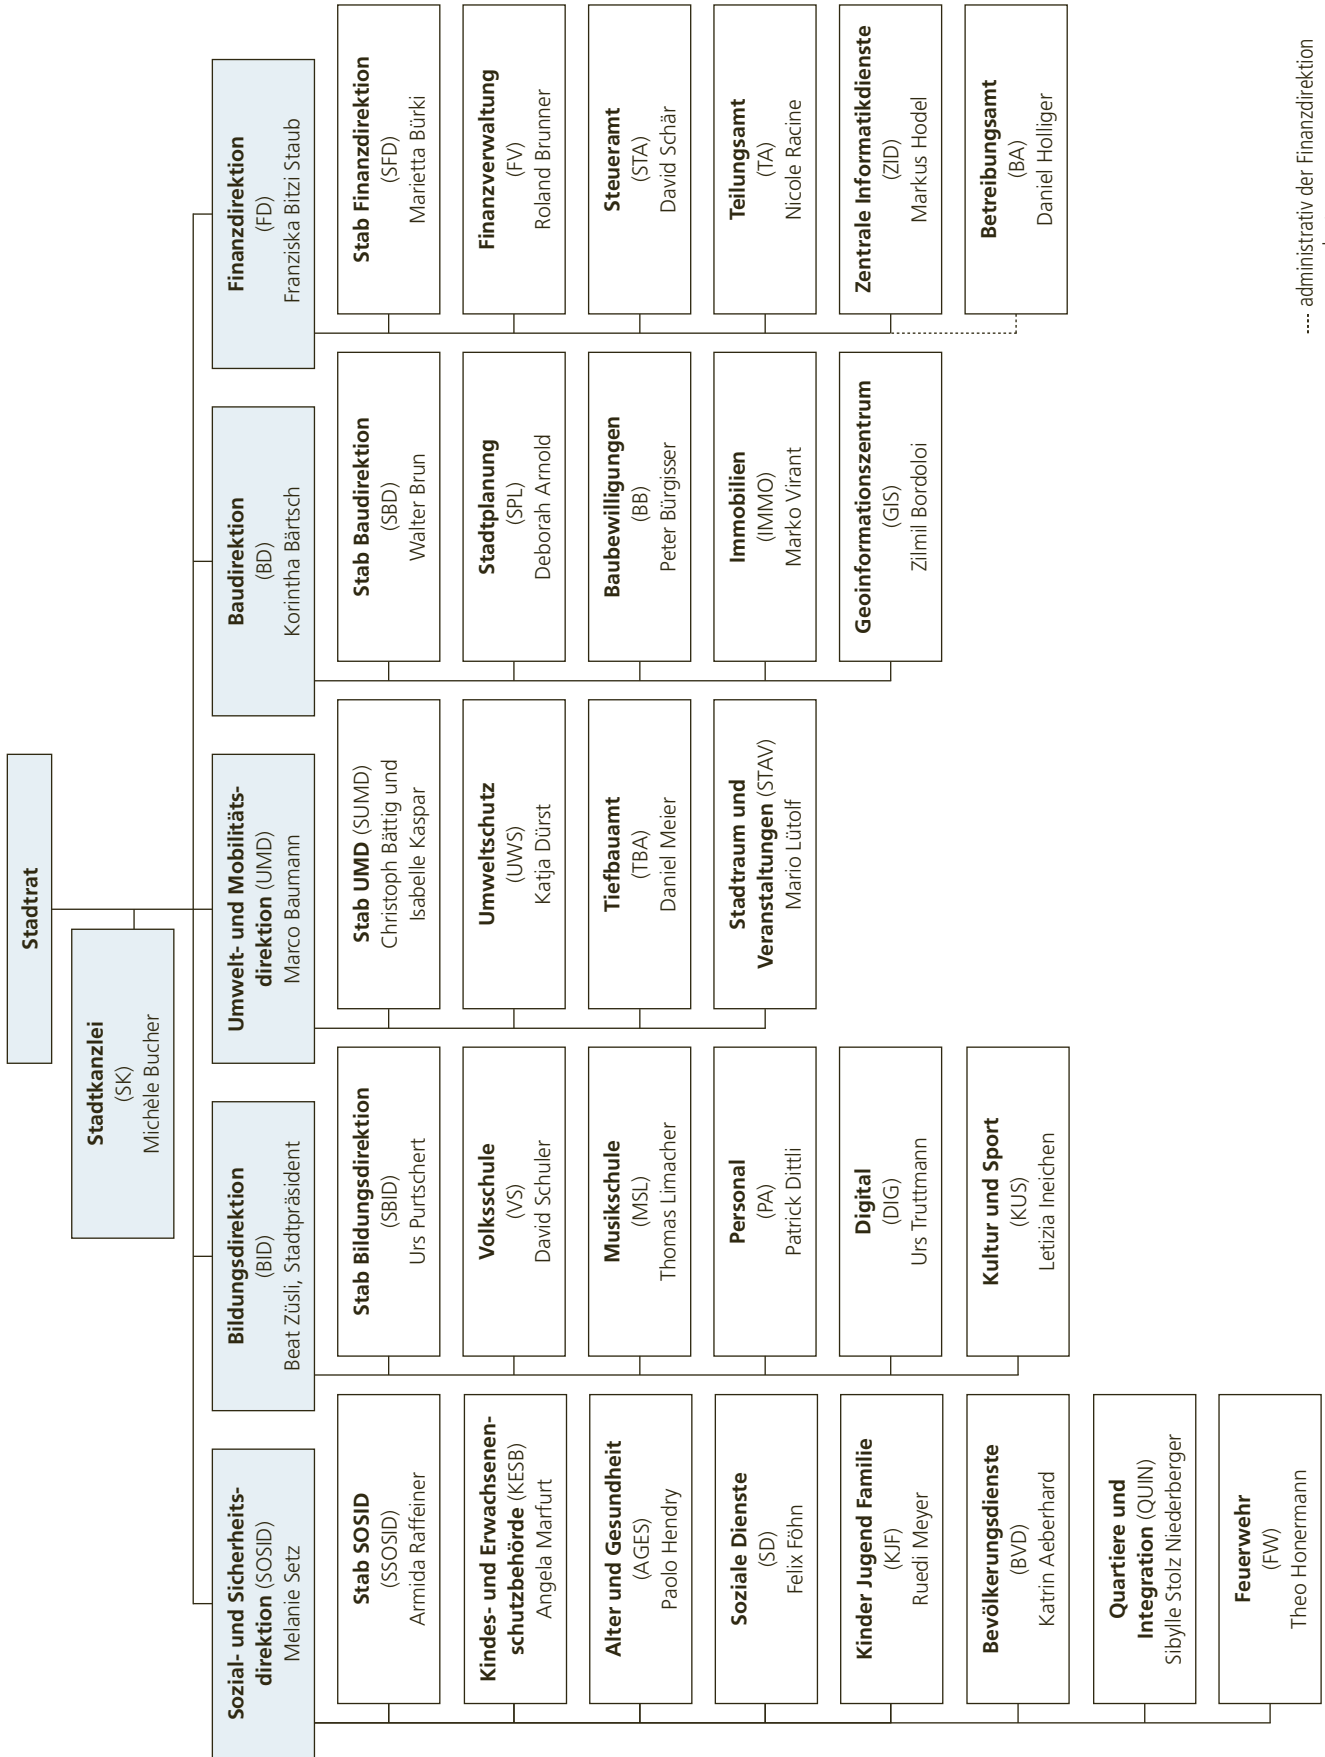 Stadtrat
Stadtkanzlei
(SK)
Michèle Bucher
Sozial- und Sicherheits-
direktion (SOSID)
Melanie Setz
Stab SOSID
(SSOSID)
Armida Raffeiner
Kindes- und Erwachsenen-
schutzbehörde (KESB)
Angela Marfurt
Alter und Gesundheit
(AGES)
Paolo Hendry
Soziale Dienste
(SD)
Felix Föhn
Kinder Jugend Familie
(KJF)
Ruedi Meyer
Bevölkerungsdienste
(BVD)
Katrin Aeberhard
Quartiere und
Integration (QUIN)
Sibylle Stolz Niederberger
Feuerwehr
(FW)
Theo Honermann
Bildungsdirektion
(BID)
Beat Züsli, Stadtpräsident
Stab Bildungsdirektion
(SBID)
Urs Purtschert
Volksschule
(VS)
David Schuler
Musikschule
(MSL)
Thomas Limacher
Personal
(PA)
Patrick Dittli
Digital
(DIG)
Urs Truttmann
Kultur und Sport
(KUS)
Letizia Ineichen
Umwelt- und Mobilitäts-
direktion (UMD)
Marco Baumann
Stab UMD (SUMD)
Christoph Bättig und
Isabelle Kaspar
Umweltschutz
(UWS)
Katja Dürst
Tiefbauamt
(TBA)
Daniel Meier
Stadtraum und
Veranstaltungen (STAV)
Mario Lütolf
Baudirektion
(BD)
Korintha Bärtsch
Stab Baudirektion
(SBD)
Walter Brun
Stadtplanung
(SPL)
Deborah Arnold
Baubewilligungen
(BB)
Peter Bürgisser
Immobilien
(IMMO)
Marko Virant
Geoinformationszentrum
(GIS)
Zilmil Bordoloi
Finanzdirektion
(FD)
Franziska Bitzi Staub
Stab Finanzdirektion
(SFD)
Marietta Bürki
Finanzverwaltung
(FV)
Roland Brunner
Steueramt
(STA)
David Schär
Teilungsamt
(TA)
Nicole Racine
Zentrale Informatikdienste
(ZID)
Markus Hodel
Betreibungsamt
(BA)
Daniel Holliger
---- administrativ der Finanzdirektion